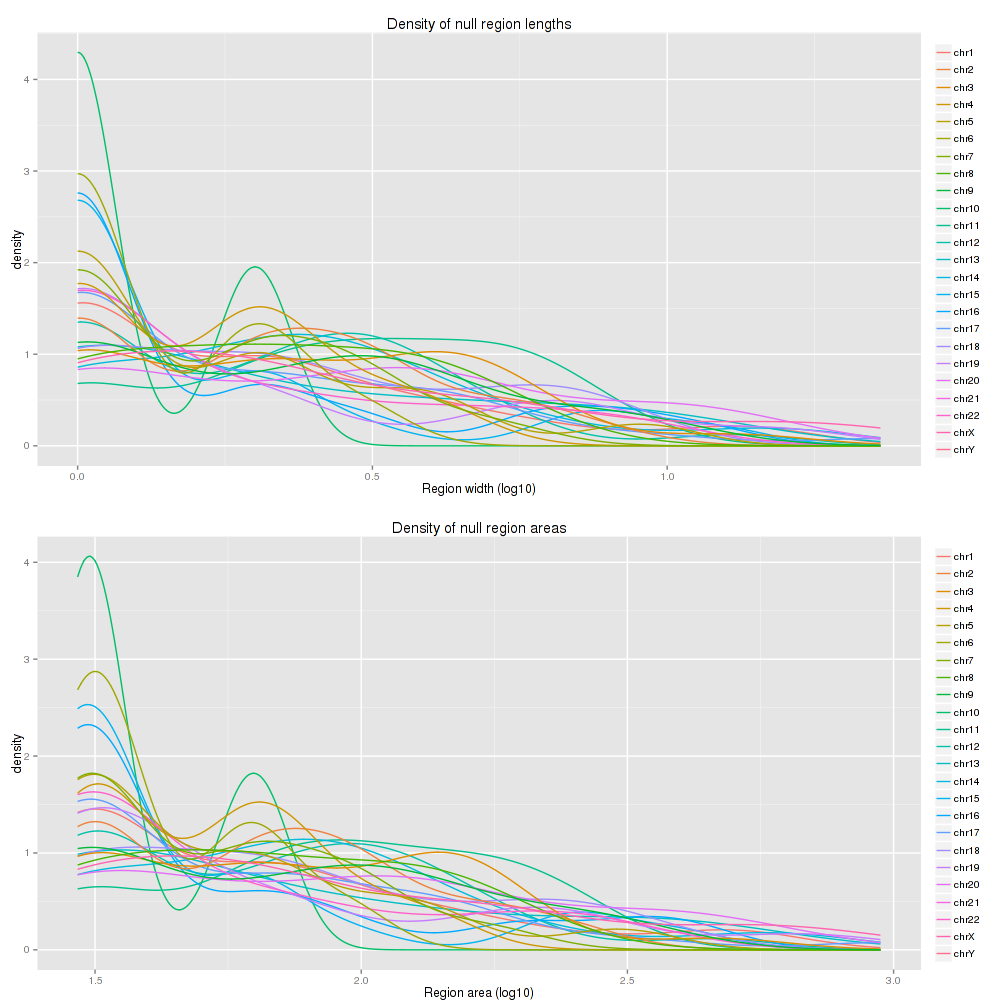 Density of null region lengths
density
4
3
2
1
0
0.0
0.5
1.0
Region width (log10)
chr1
chr2
chr3
chr4
chr5
chr6
chr7
chr8
chr9
chr10
chr11
chr12
chr13
chr14
chr15
chr16
chr17
chr18
chr19
chr20
chr21
chr22
chrX
chrY
Density of null region areas
density
4
3
2
1
0
1.5
2.0
2.5
3.0
Region area (log10)
chr1
chr2
chr3
chr4
chr5
chr6
chr7
chr8
chr9
chr10
chr11
chr12
chr13
chr14
chr15
chr16
chr17
chr18
chr19
chr20
chr21
chr22
chrX
chrY